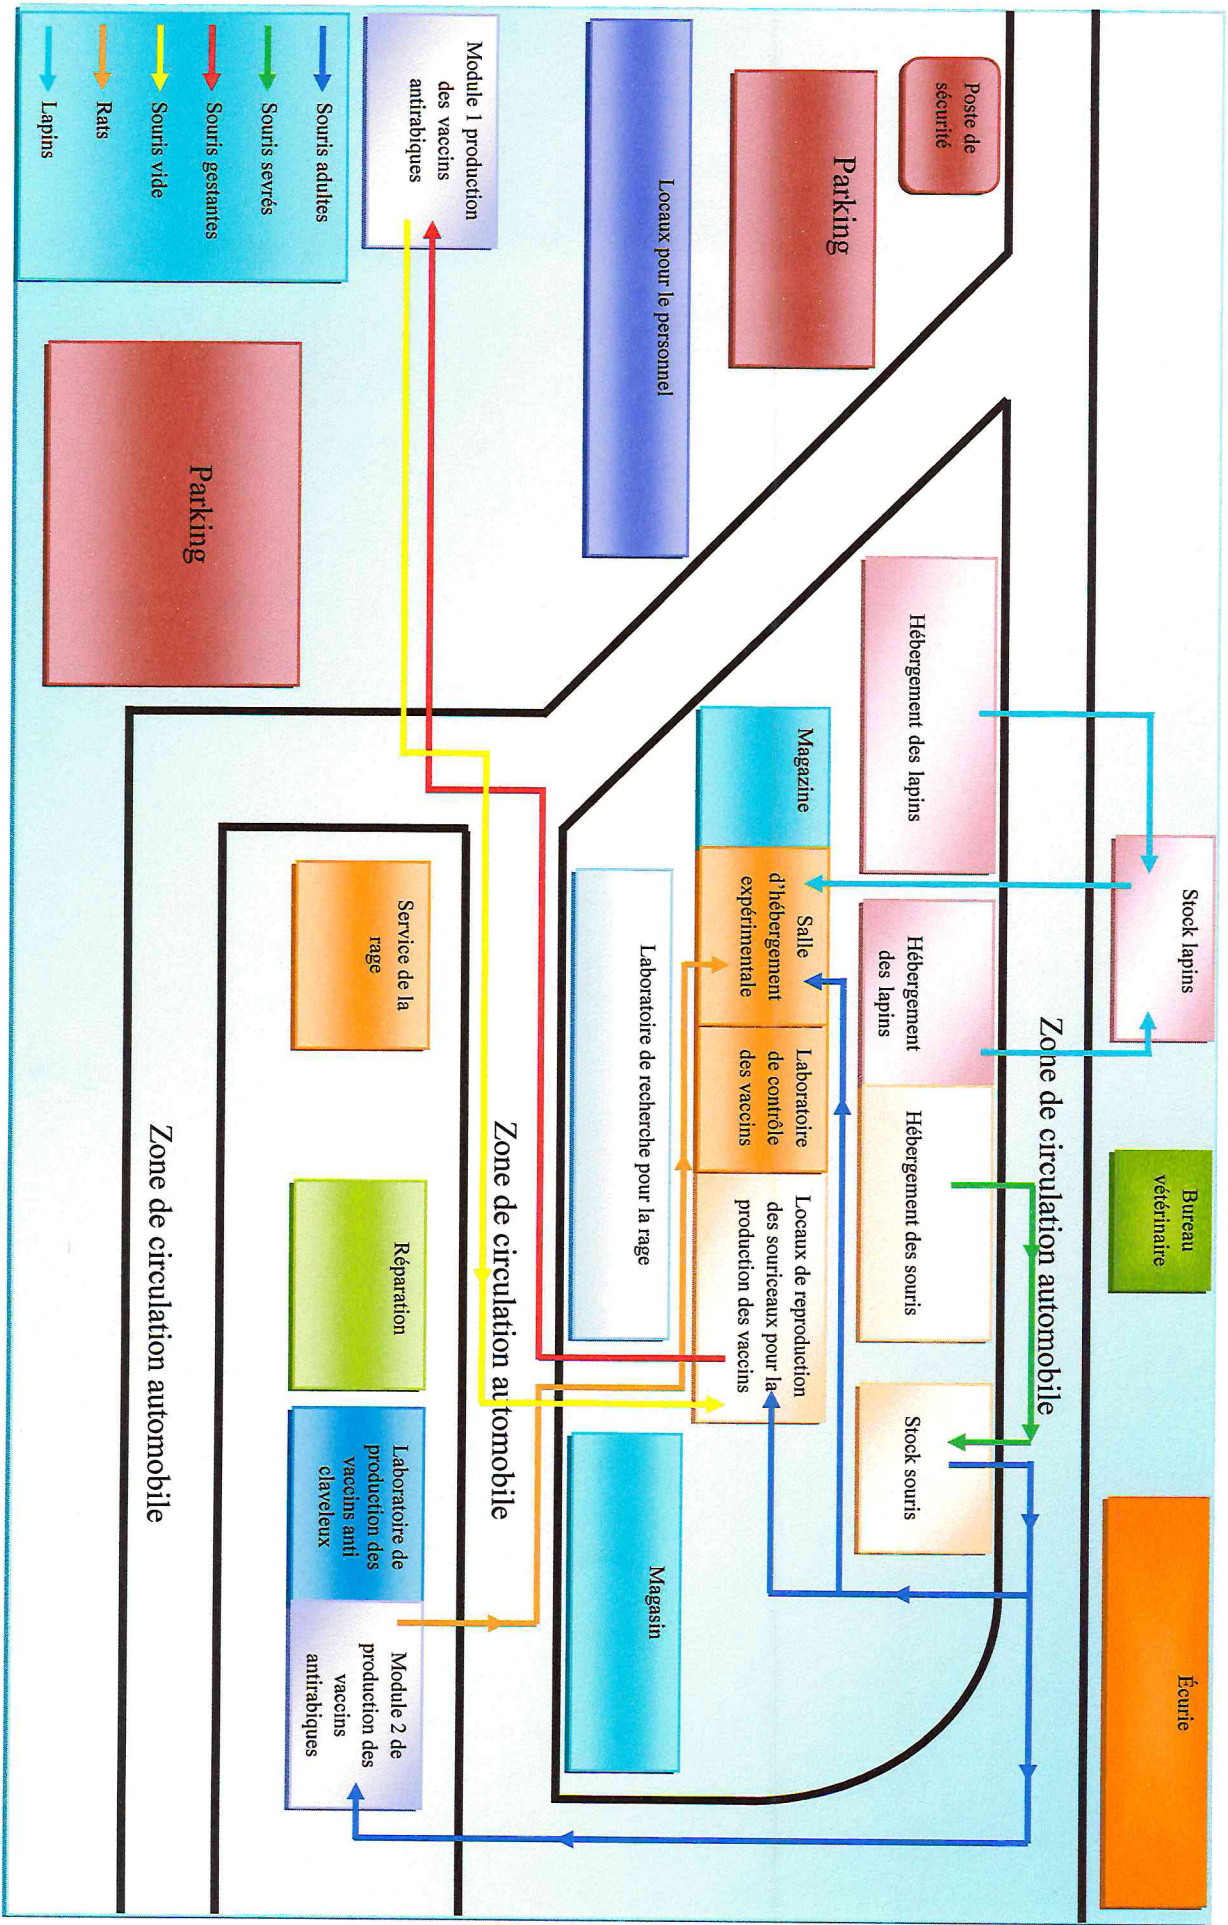 Stock lapins
Bureau
vétérinaire
Écurie
Zone de circulation automobile
Poste de
sécurité
Hébergement des lapins
Hébergement
des lapins
Hébergement des souris
Stock souris
Parking
Magazine
Salle
d'hébergement
expérimentale
Laboratoire
de contrôle
des vaccins
Locaux de reproduction
des souriceaux pour la
production des vaccins
Locaux pour le personnel
Laboratoire de recherche pour la rage
Magasin
Zone de circulation automobile
Module 1 production
des vaccins
antirabiques
Service de la
rage
Réparation
Laboratoire de
production des
vaccins anti
claveleux
Module 2 de
production des
vaccins
antirabiques
Souris adultes
Souris sevrés
Souris gestantes
Souris vide
Rats
Lapins
Parking
Zone de circulation automobile